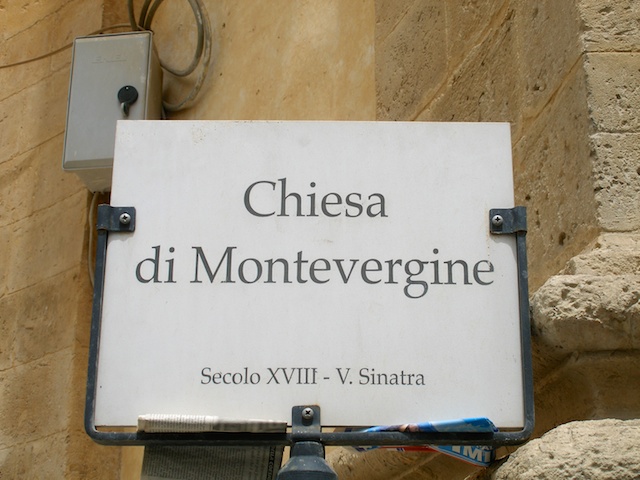 Chiesa
di Montevergine
Secolo XVIII - V. Sinatra